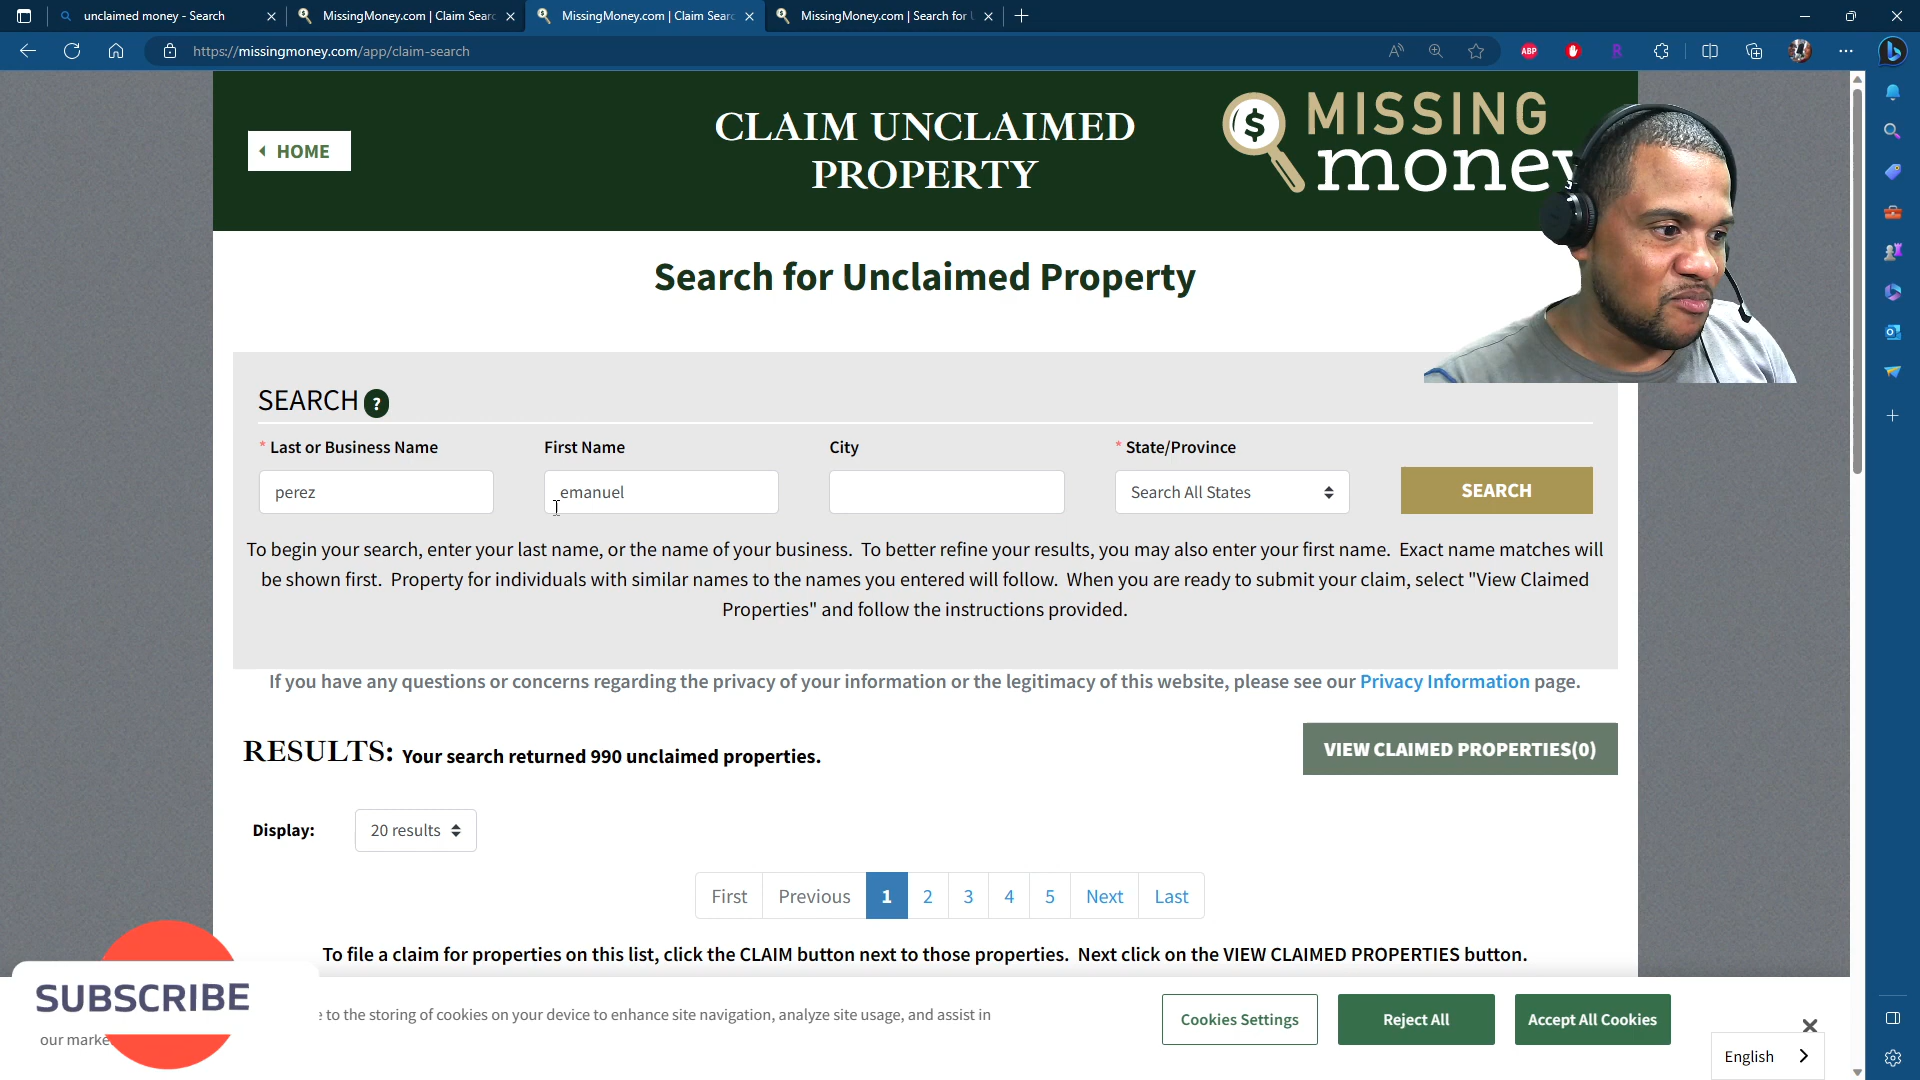 unclaimed money - Search
MissingMoney.com | Claim Searc
MissingMoney.com | Claim Searc
MissingMoney.com | Search for
https://missingmoney.com/app/claim-search
HOME
CLAIM UNCLAIMED
PROPERTY
MISSING
money
Search for Unclaimed Property
SEARCH ?
* Last or Business Name
First Name
City
* State/Province
perez
emanuel
Search All States
SEARCH
To begin your search, enter your last name, or the name of your business. To better refine your results, you may also enter your first name. Exact name matches will
be shown first. Property for individuals with similar names to the names you entered will follow. When you are ready to submit your claim, select "View Claimed
Properties" and follow the instructions provided.
If you have any questions or concerns regarding the privacy of your information or the legitimacy of this website, please see our Privacy Information page.
RESULTS: Your search returned 990 unclaimed properties.
VIEW CLAIMED PROPERTIES(0)
Display:
20 results
First Previous 1 2 3 4 5 Next Last
To file a claim for properties on this list, click the CLAIM button next to those properties. Next click on the VIEW CLAIMED PROPERTIES button.
SUBSCRIBE
to the storing of cookies on your device to enhance site navigation, analyze site usage, and assist in
our marke
Cookies Settings
Reject All
Accept All Cookies
English
ABP